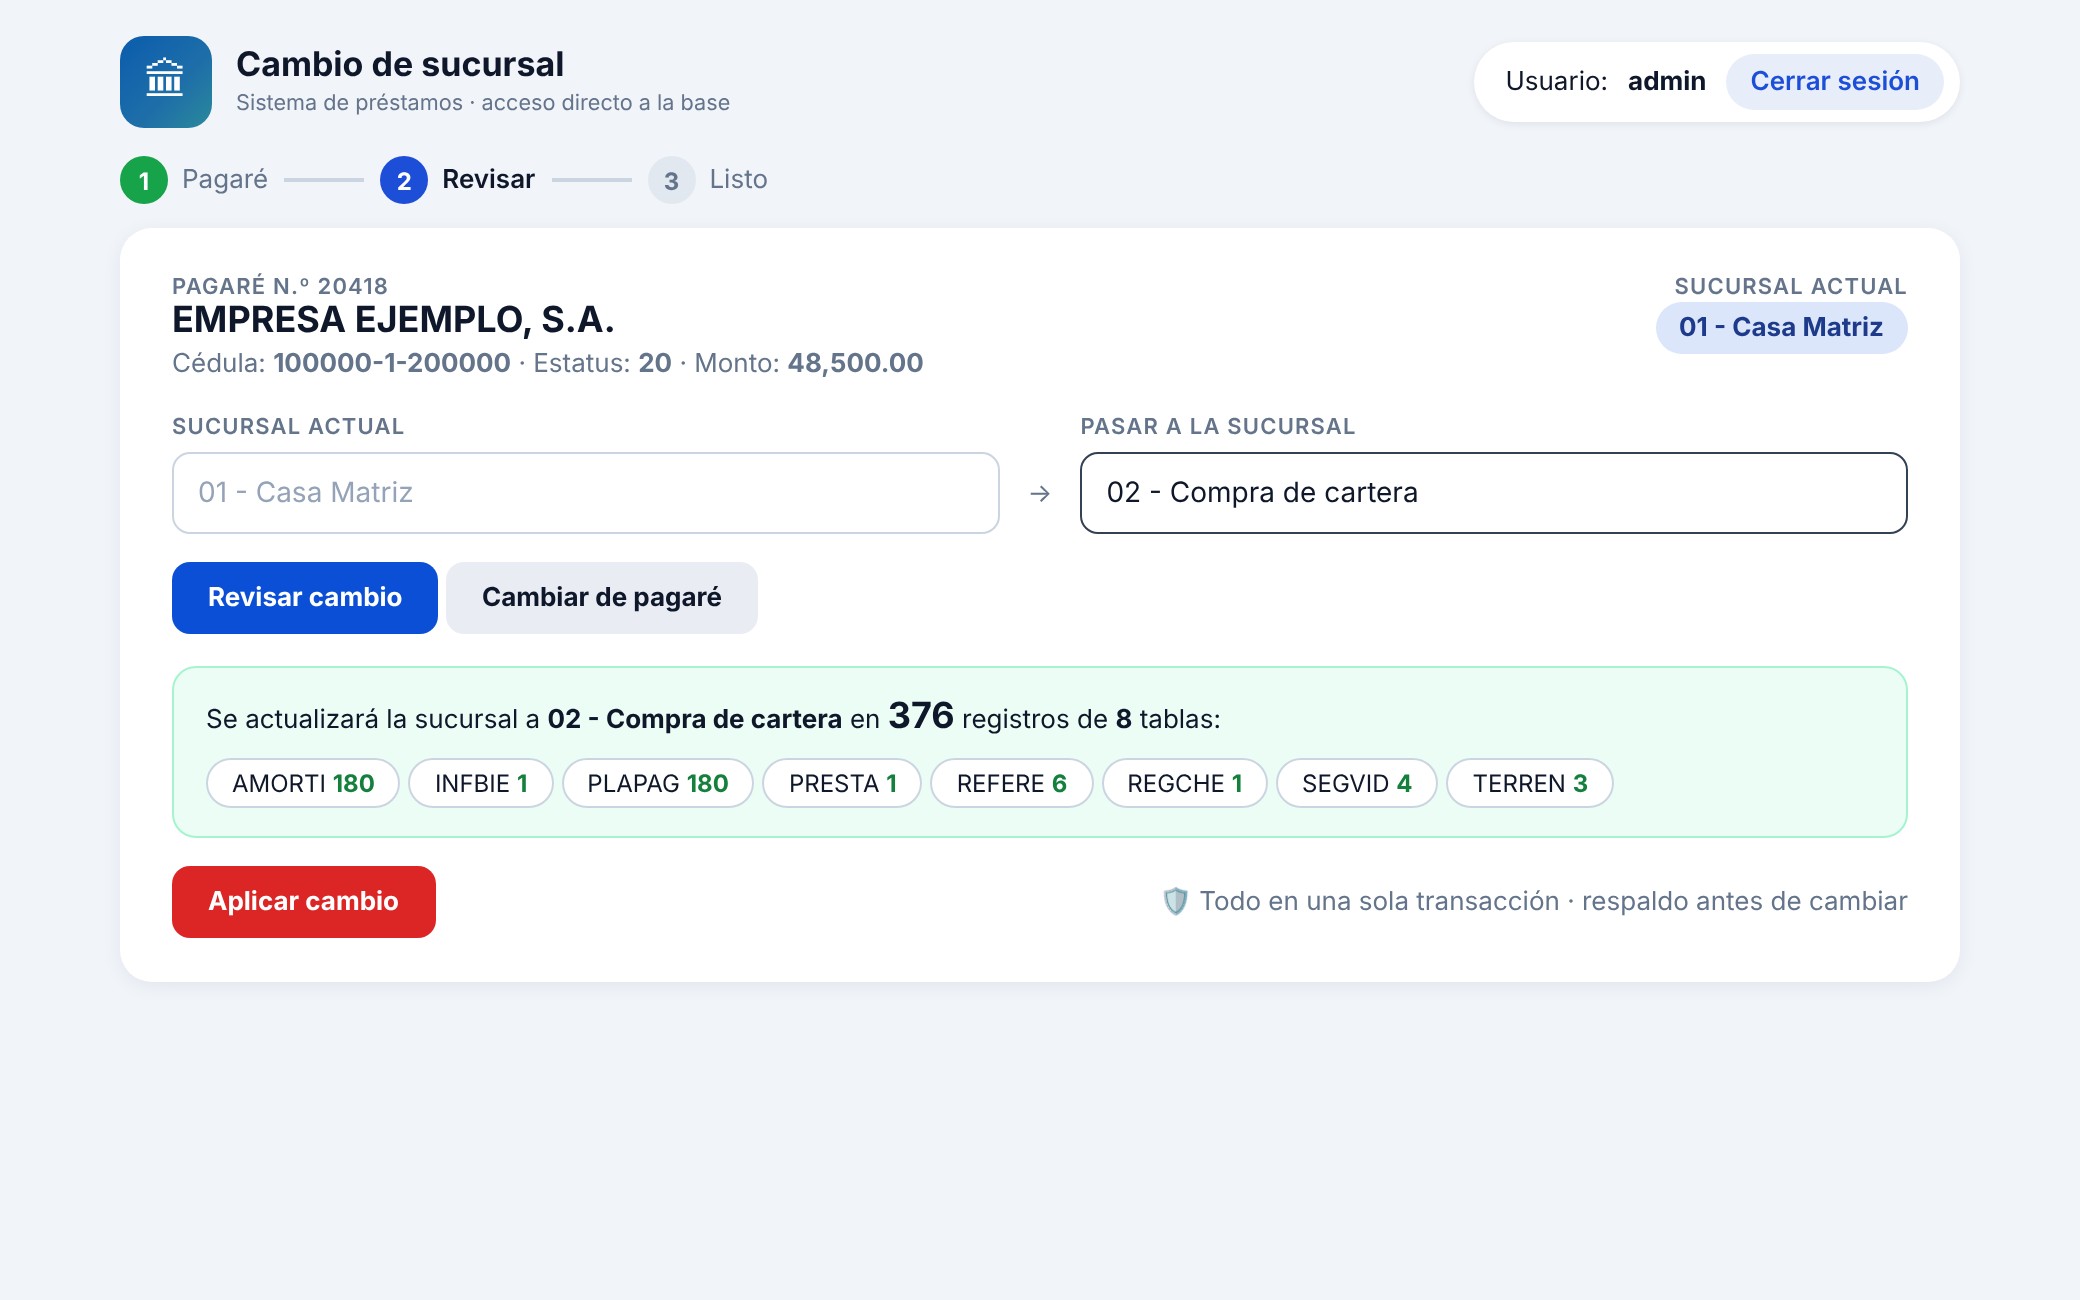 Cambio de sucursal
Sistema de préstamos · acceso directo a la base
Usuario: admin Cerrar sesión
1 Pagaré 2 Revisar 3 Listo
PAGARÉ N.º 20418
EMPRESA EJEMPLO, S.A.
Cédula: 100000-1-200000 · Estatus: 20 · Monto: 48,500.00
SUCURSAL ACTUAL
01 - Casa Matriz
SUCURSAL ACTUAL
01 - Casa Matriz
→
PASAR A LA SUCURSAL
02 - Compra de cartera
Revisar cambio
Cambiar de pagaré
Se actualizará la sucursal a 02 - Compra de cartera en 376 registros de 8 tablas:
AMORTI 180 INFBIE 1 PLAPAG 180 PRESTA 1 REFERE 6 REGCHE 1 SEGVID 4 TERREN 3
Aplicar cambio
Todo en una sola transacción · respaldo antes de cambiar